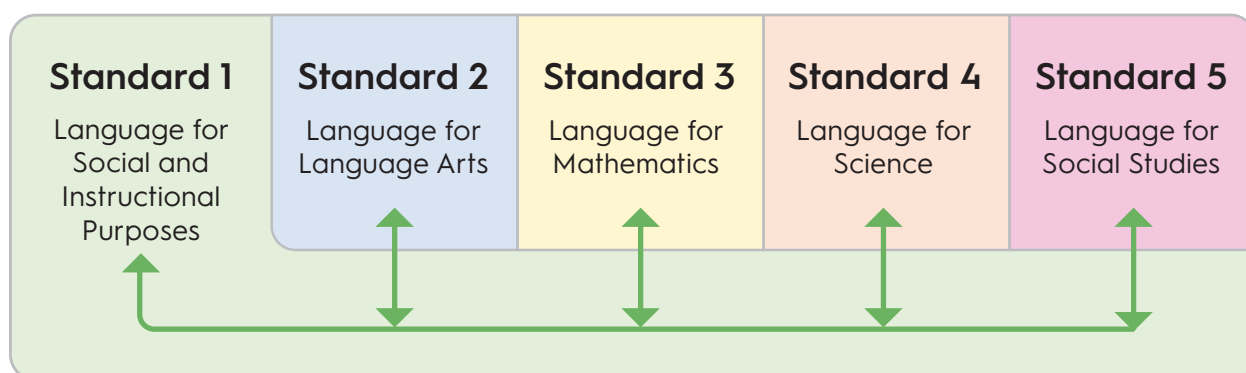 Standard 1
Language for
Social and
Instructional
Purposes
Standard 2
Language for
Language Arts
Standard 3
Language for
Mathematics
Standard 4
Language for
Science
Standard 5
Language for
Social Studies